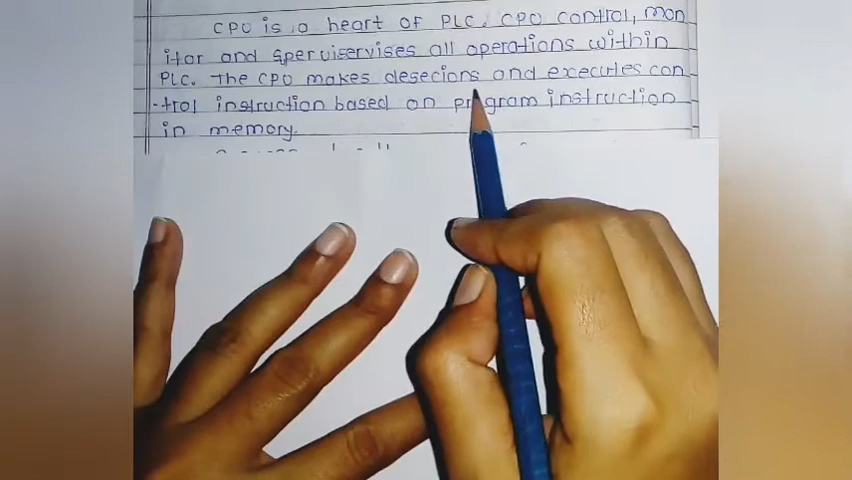 CPU is a heart of PLC. CPU control, mon
itor and Sperviservises all operations within
PLC. The CPU makes desecions and executes con
-trol instruction based on program instruction
in memory.